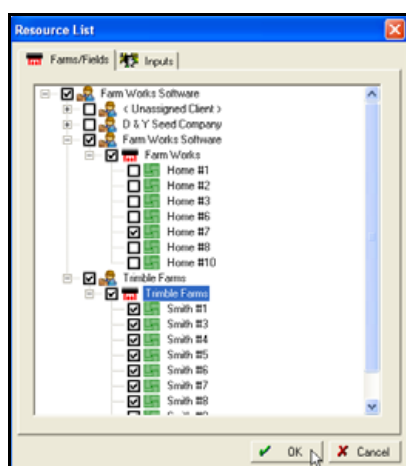 Resource List
Farms/Fields Inputs
Farm Works Software
< Unassigned Client >
D & Y Seed Company
Farm Works Software
Farm Works
Home #1
Home #2
Home #3
Home #6
Home #7
Home #8
Home #10
Trimble Farms
Trimble Farms
Smith #1
Smith #3
Smith #4
Smith #5
Smith #6
Smith #7
Smith #8
OK Cancel